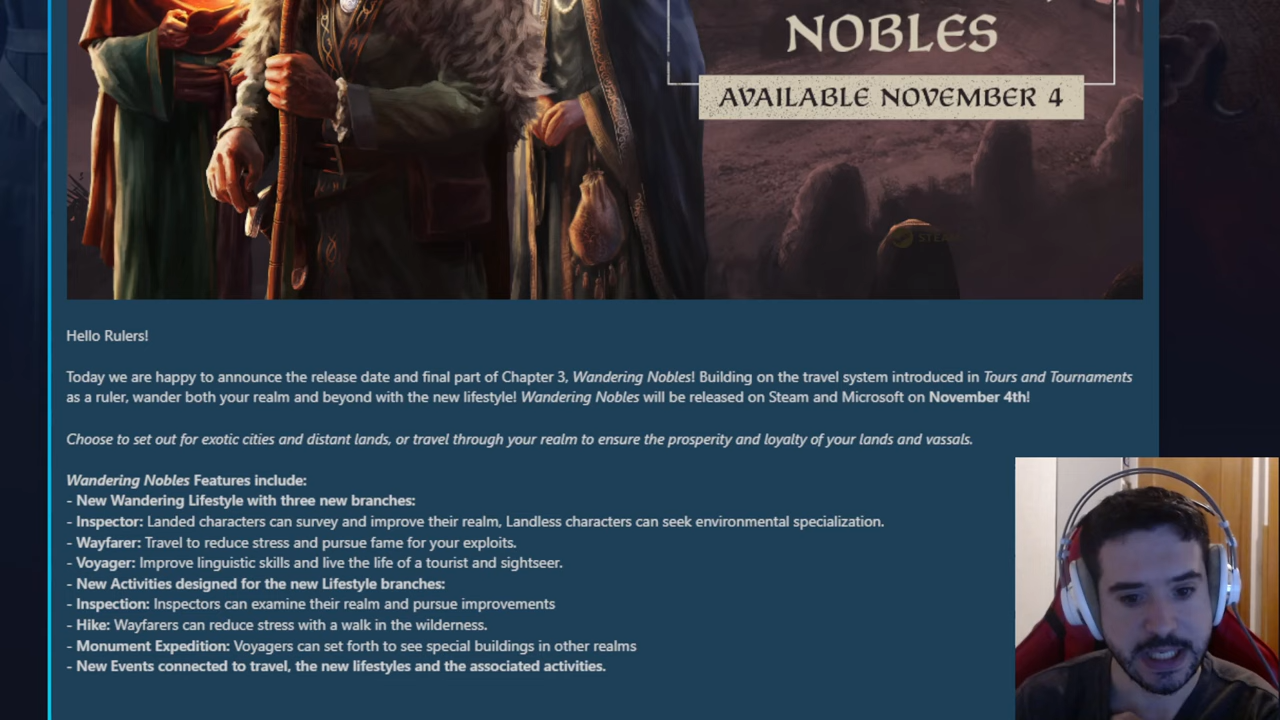 NOBLES
AVAILABLE NOVEMBER 4
STEAM
Hello Rulers!
Today we are happy to announce the release date and final part of Chapter 3, Wandering Nobles! Building on the travel system introduced in Tours and Tournaments
as a ruler, wander both your realm and beyond with the new lifestyle! Wandering Nobles will be released on Steam and Microsoft on November 4th!
Choose to set out for exotic cities and distant lands, or travel through your realm to ensure the prosperity and loyalty of your lands and vassals.
Wandering Nobles Features include:
- New Wandering Lifestyle with three new branches:
- Inspector: Landed characters can survey and improve their realm, Landless characters can seek environmental specialization.
- Wayfarer: Travel to reduce stress and pursue fame for your exploits.
- Voyager: Improve linguistic skills and live the life of a tourist and sightseer.
- New Activities designed for the new Lifestyle branches:
- Inspection: Inspectors can examine their realm and pursue improvements
- Hike: Wayfarers can reduce stress with a walk in the wilderness.
- Monument Expedition: Voyagers can set forth to see special buildings in other realms
- New Events connected to travel, the new lifestyles and the associated activities.